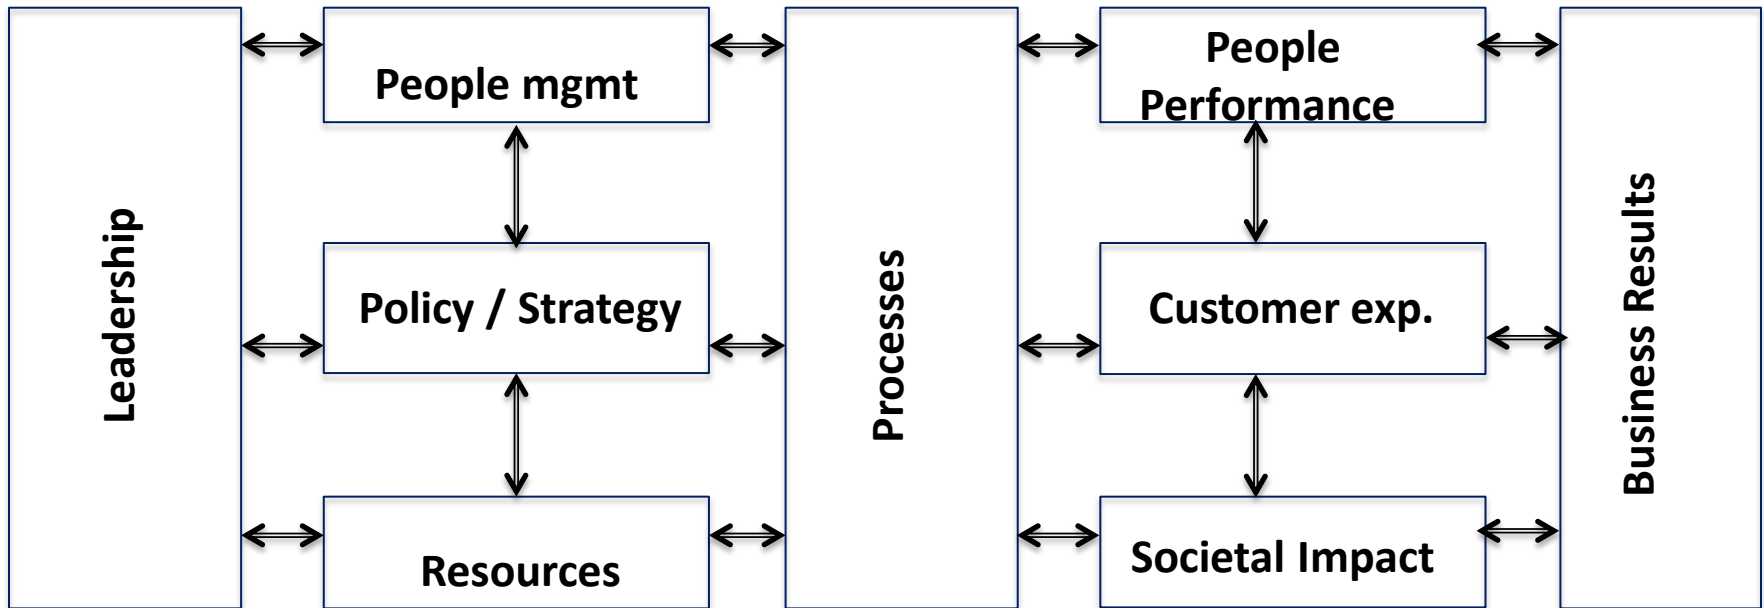 Leadership
People mgmt
Policy / Strategy
Resources
Processes
People
Performance
Customer exp.
Societal Impact
Business Results